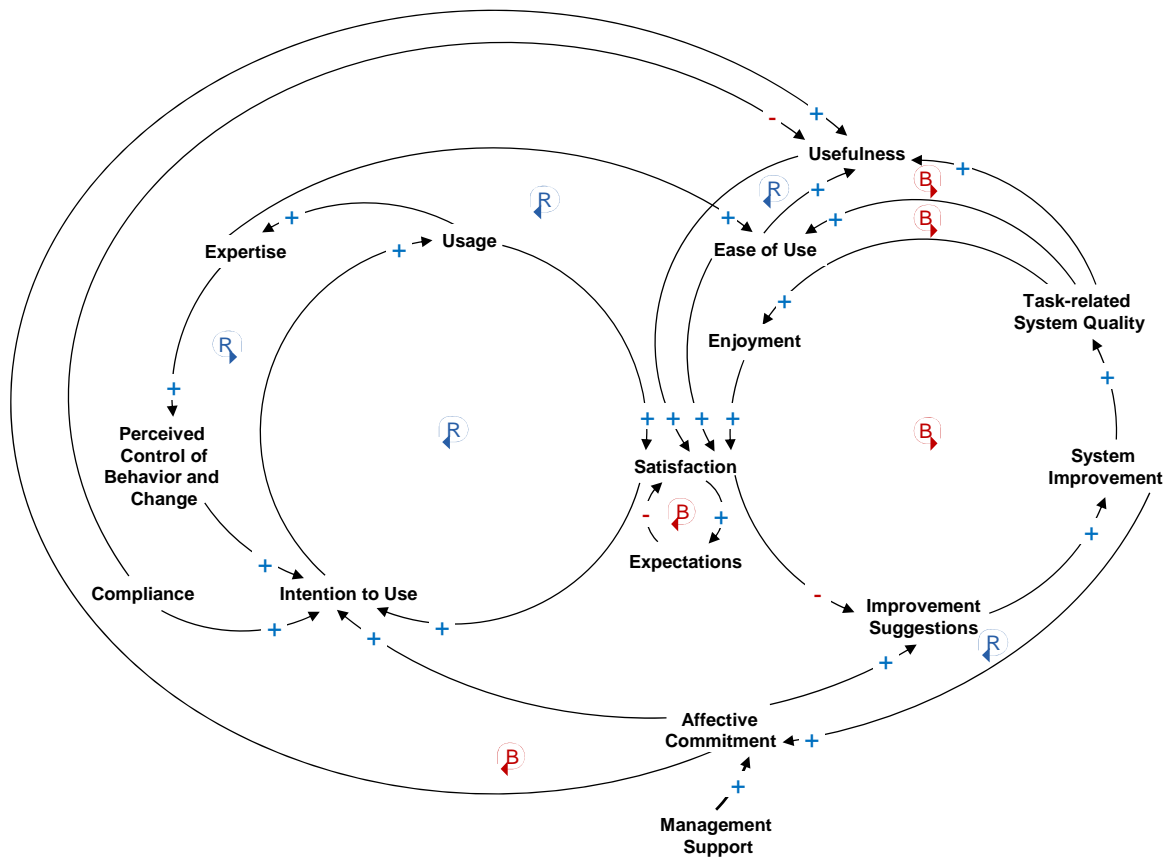 +
-
Usefulness
+
B
R
+
+
B
R
+
+
+
Usage
Expertise
+
Ease of Use
+
Task-related
System Quality
Enjoyment
R
+
+
+
+
+
+
Perceived
Control of
Behavior and
Change
R
B
Satisfaction
System
Improvement
-
B
+
+
Expectations
+
Compliance
Intention to Use
-
Improvement
Suggestions
+
+
+
R
+
Affective
Commitment
+
B
+
Management
Support